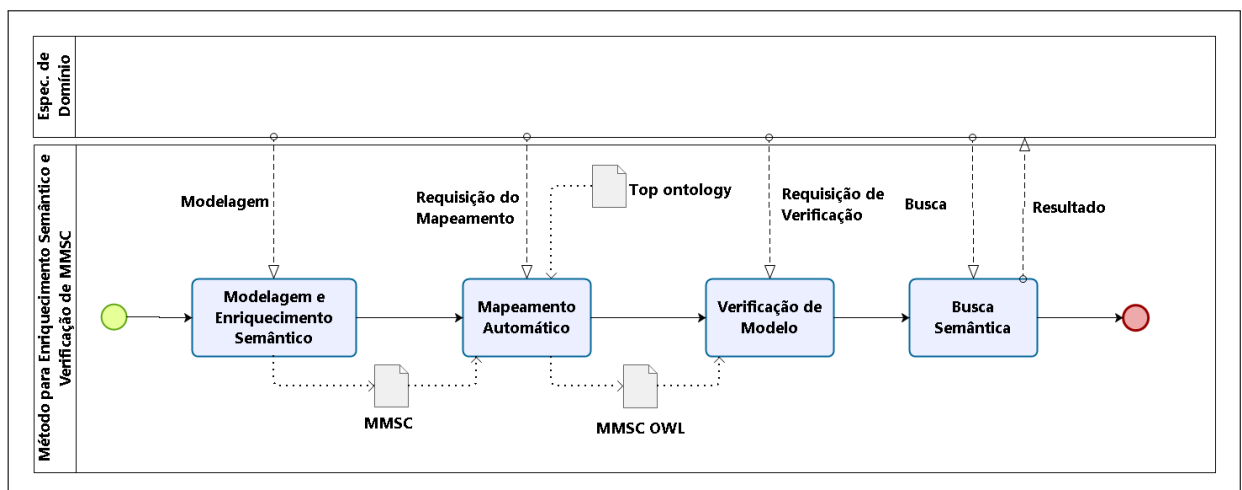 Espec. de
Domínio
Método para Enriquecimento Semântico e
Verificação de MMSC
Modelagem
Requisição do
Mapeamento
Top ontology
Requisição de
Verificação
Busca
Resultado
Modelagem e
Enriquecimento
Semântico
Mapeamento
Automático
Verificação de
Modelo
Busca
Semântica
MMSC
MMSC OWL